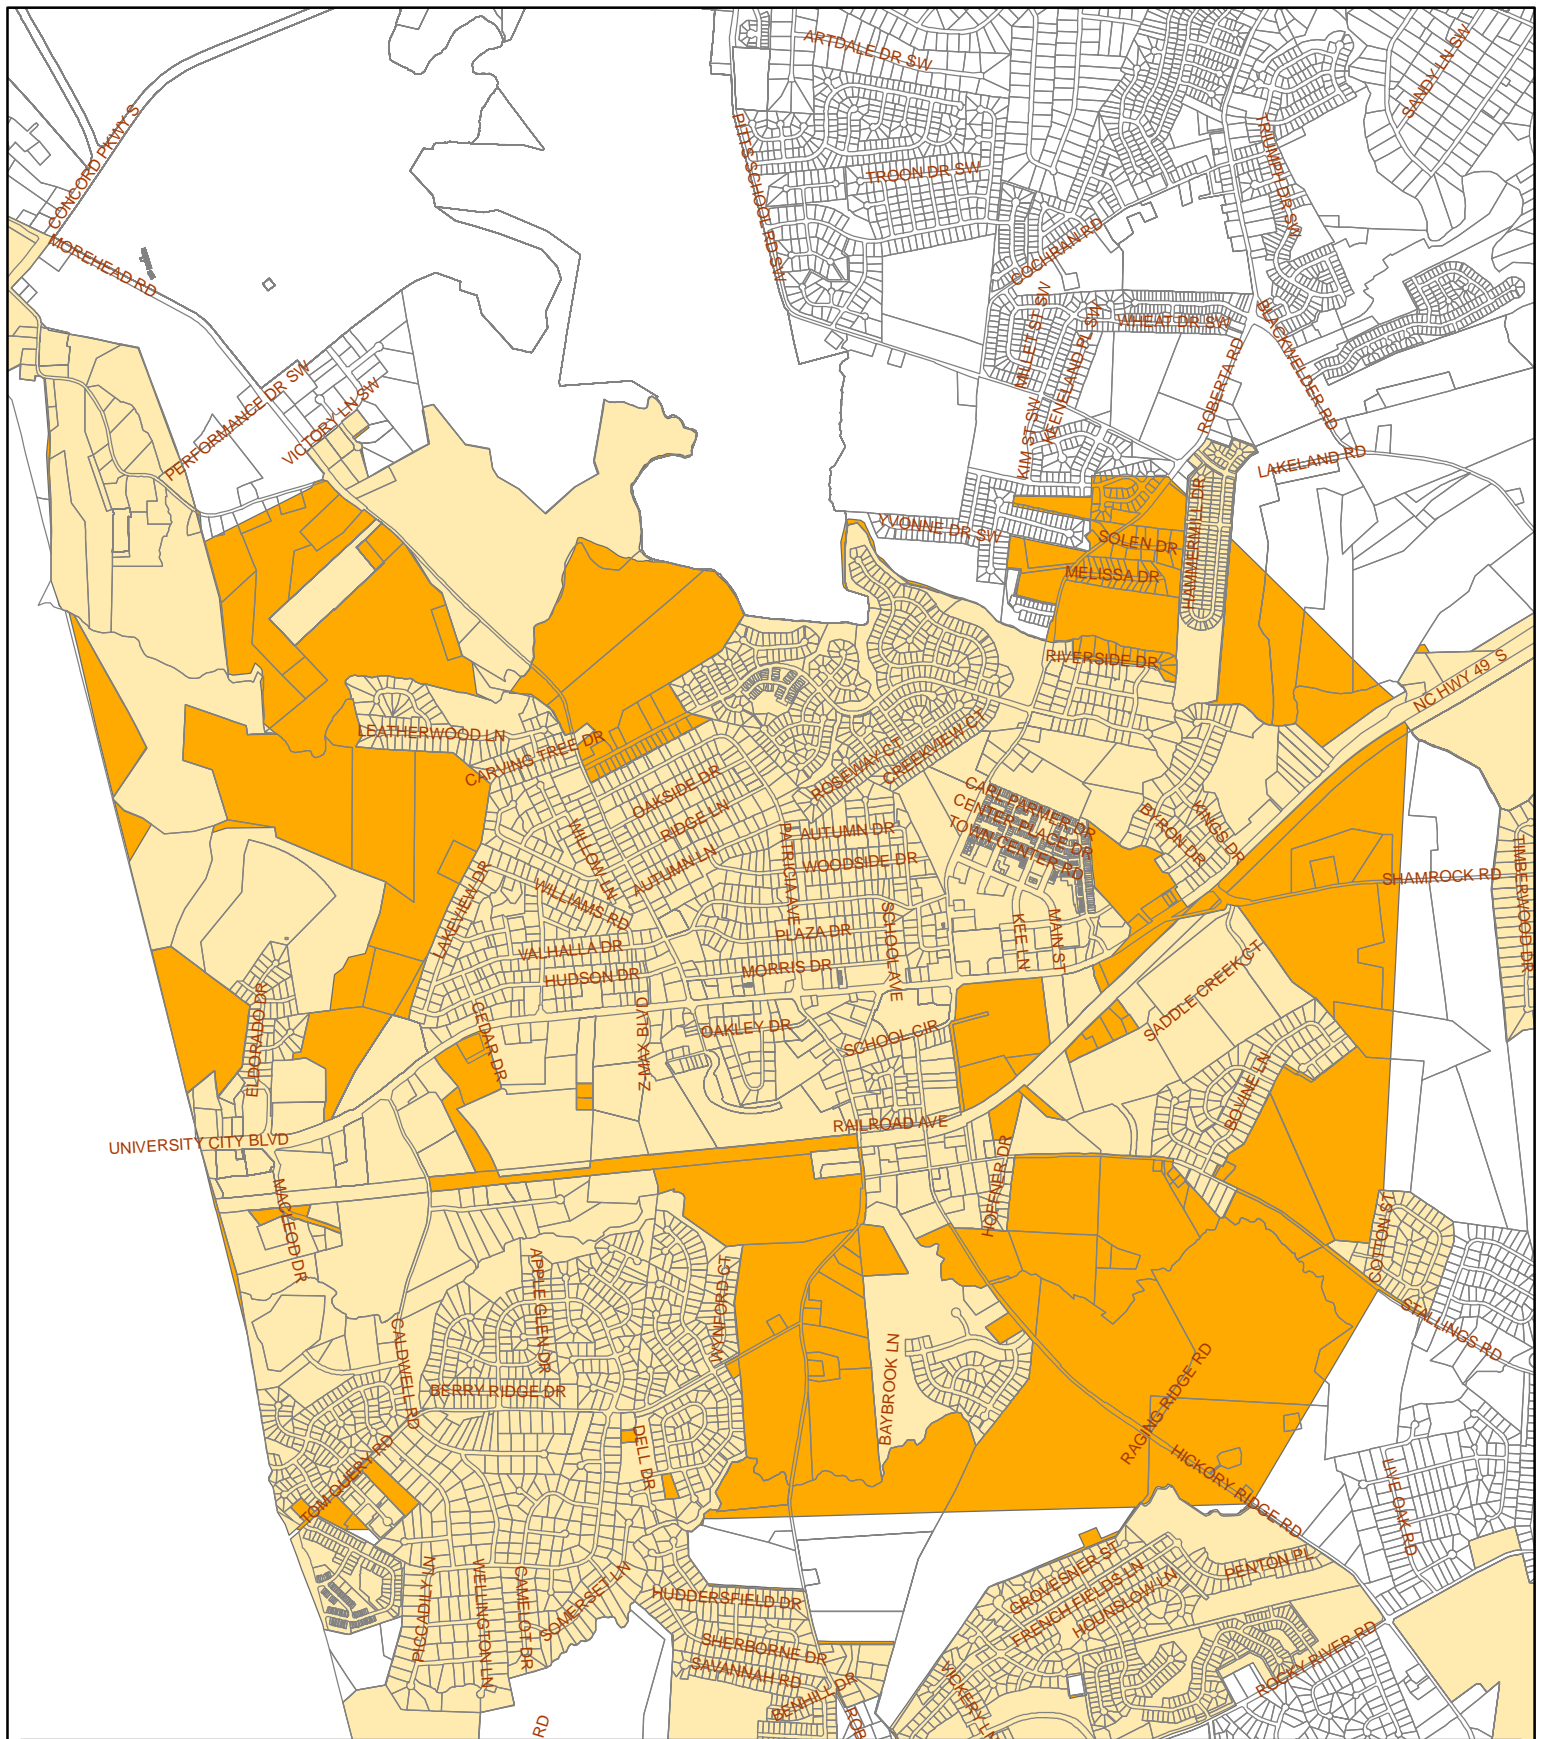 ARTDALE DR SW
SANDY LN SW
CONCORD PKWY S
PITTS SCHOOL RD SW
TRIUMPH DR SW
TROON DR SW
MOREHEAD RD
COCHRAN RD
MILLET ST SW
KEENELAND PL SW
WHEAT DR SW
BLACKWELDER RD
ROBERTA RD
PERFORMANCE DR SW
VICTORY LN SW
KIM ST SW
LAKELAND RD
YVONNE DR SW
HAMMERMILL DR
SOLEN DR
MELISSA DR
RIVERSIDE DR
NC HWY 49 S
LEATHERWOOD LN
CARVING TREE DR
ROSEWAY CT
CREEKVIEW CT
OAKSIDE DR
RIDGE LN
CARL PARMER DR
CENTER PLACE DR
TOWN CENTER RD
BYRON DR
KINGS DR
WILLOW LN
AUTUMN LN
PATRICIA AVE
AUTUMN DR
WOODSIDE DR
TIMBERWOOD DR
SHAMROCK RD
LAKEVIEW DR
WILLIAMS RD
VALHALLA DR
HUDSON DR
PLAZA DR
SCHOOL AVE
KEE LN
MAIN ST
MORRIS DR
SADDLE CREEK CT
ELDORADO DR
CEDAR DR
Z-MAX BLVD
OAKLEY DR
SCHOOL CIR
BOVINE LN
RAILROAD AVE
UNIVERSITY CITY BLVD
HOEFNER DR
MACLEOD DR
COTTON ST
APPLE GLEN DR
WYNFORD CT
CALDWELL RD
BAYBROOK LN
STALLINGS RD
RAGING RIDGE RD
BERRY RIDGE DR
DELL DR
TOM QUERY RD
HICKORY RIDGE RD
LIVE OAK RD
PICCADILY LN
WELLINGTON LN
CAMELOT DR
SOMERSET LN
GROVESNER ST
FRENCH FIELDS LN
HOUNSLOW LN
PENTON PL
HUDDERSFIELD DR
SHERBORNE DR
SAVANNAH RD
BENHILL DR
VICKERY LN
ROCKY RIVER RD
RD
ROB